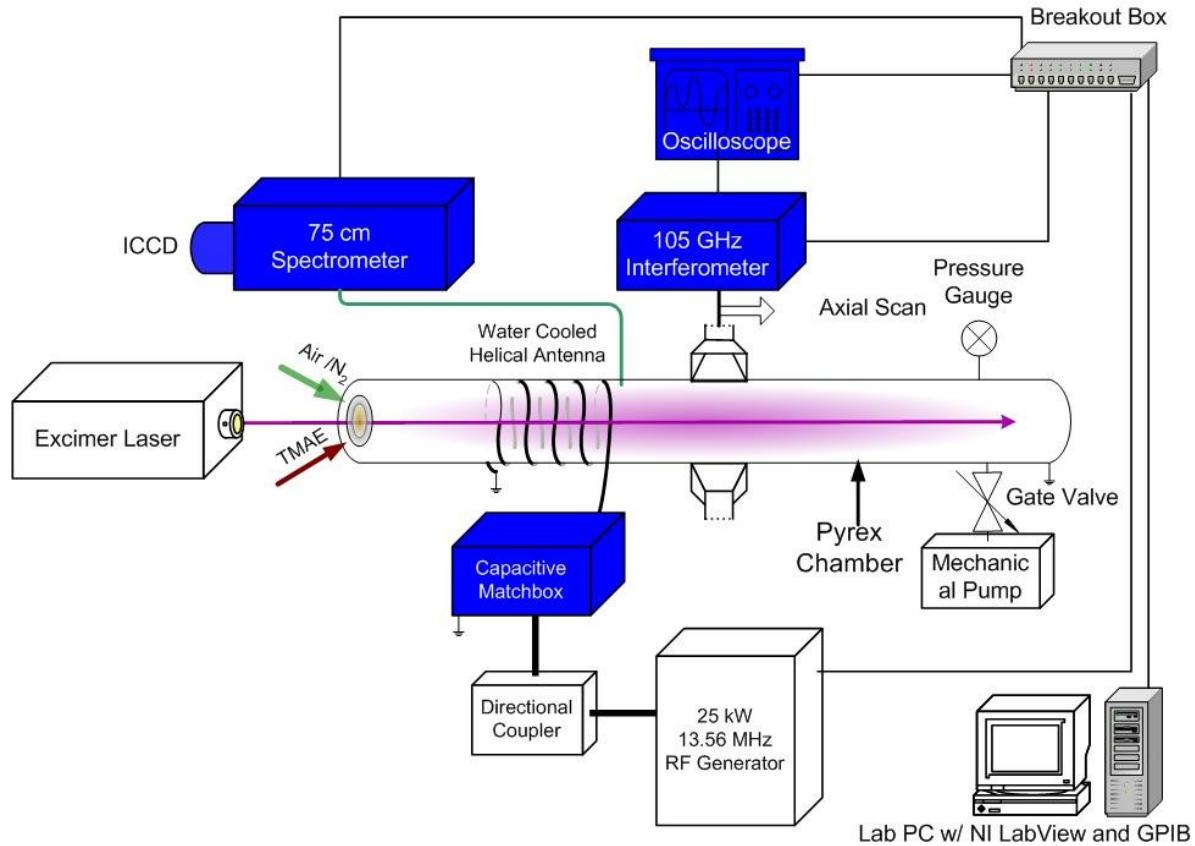 Breakout Box
Oscilloscope
ICCD
75 cm
Spectrometer
105 GHz
Interferometer
Pressure
Gauge
Axial Scan
Water Cooled
Helical Antenna
Air /N2
Excimer Laser
TMAE
Gate Valve
Pyrex
Chamber
Mechanic
al Pump
Capacitive
Matchbox
Directional
Coupler
25 kW
13.56 MHz
RF Generator
Lab PC w/ NI LabView and GPIB